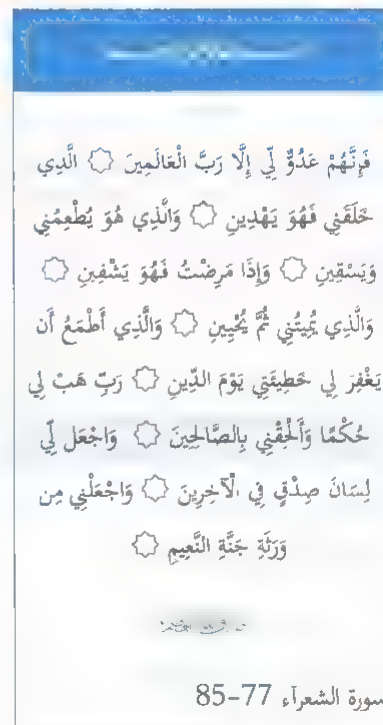 فَإِنَّهُمْ عَدُوٌّ لِّي إِلَّا رَبَّ الْعَالَمِينَ ۝ الَّذِي
خَلَقَنِي فَهُوَ يَهْدِينِ ۝ وَالَّذِي هُوَ يُطْعِمُنِي
وَيَسْقِينِ ۝ وَإِذَا مَرِضْتُ فَهُوَ يَشْفِينِ ۝
وَالَّذِي يُمِيتُنِي ثُمَّ يُحْيِينِ ۝ وَالَّذِي أَطْمَعُ أَن
يَغْفِرَ لِي خَطِيئَتِي يَوْمَ الدِّينِ ۝ رَبِّ هَبْ لِي
حُكْمًا وَأَلْحِقْنِي بِالصَّالِحِينَ ۝ وَاجْعَل لِّي
لِسَانَ صِدْقٍ فِي الْآخِرِينَ ۝ وَاجْعَلْنِي مِن
وَرَثَةِ جَنَّةِ النَّعِيمِ ۝
سورة الشعرآء 77-85